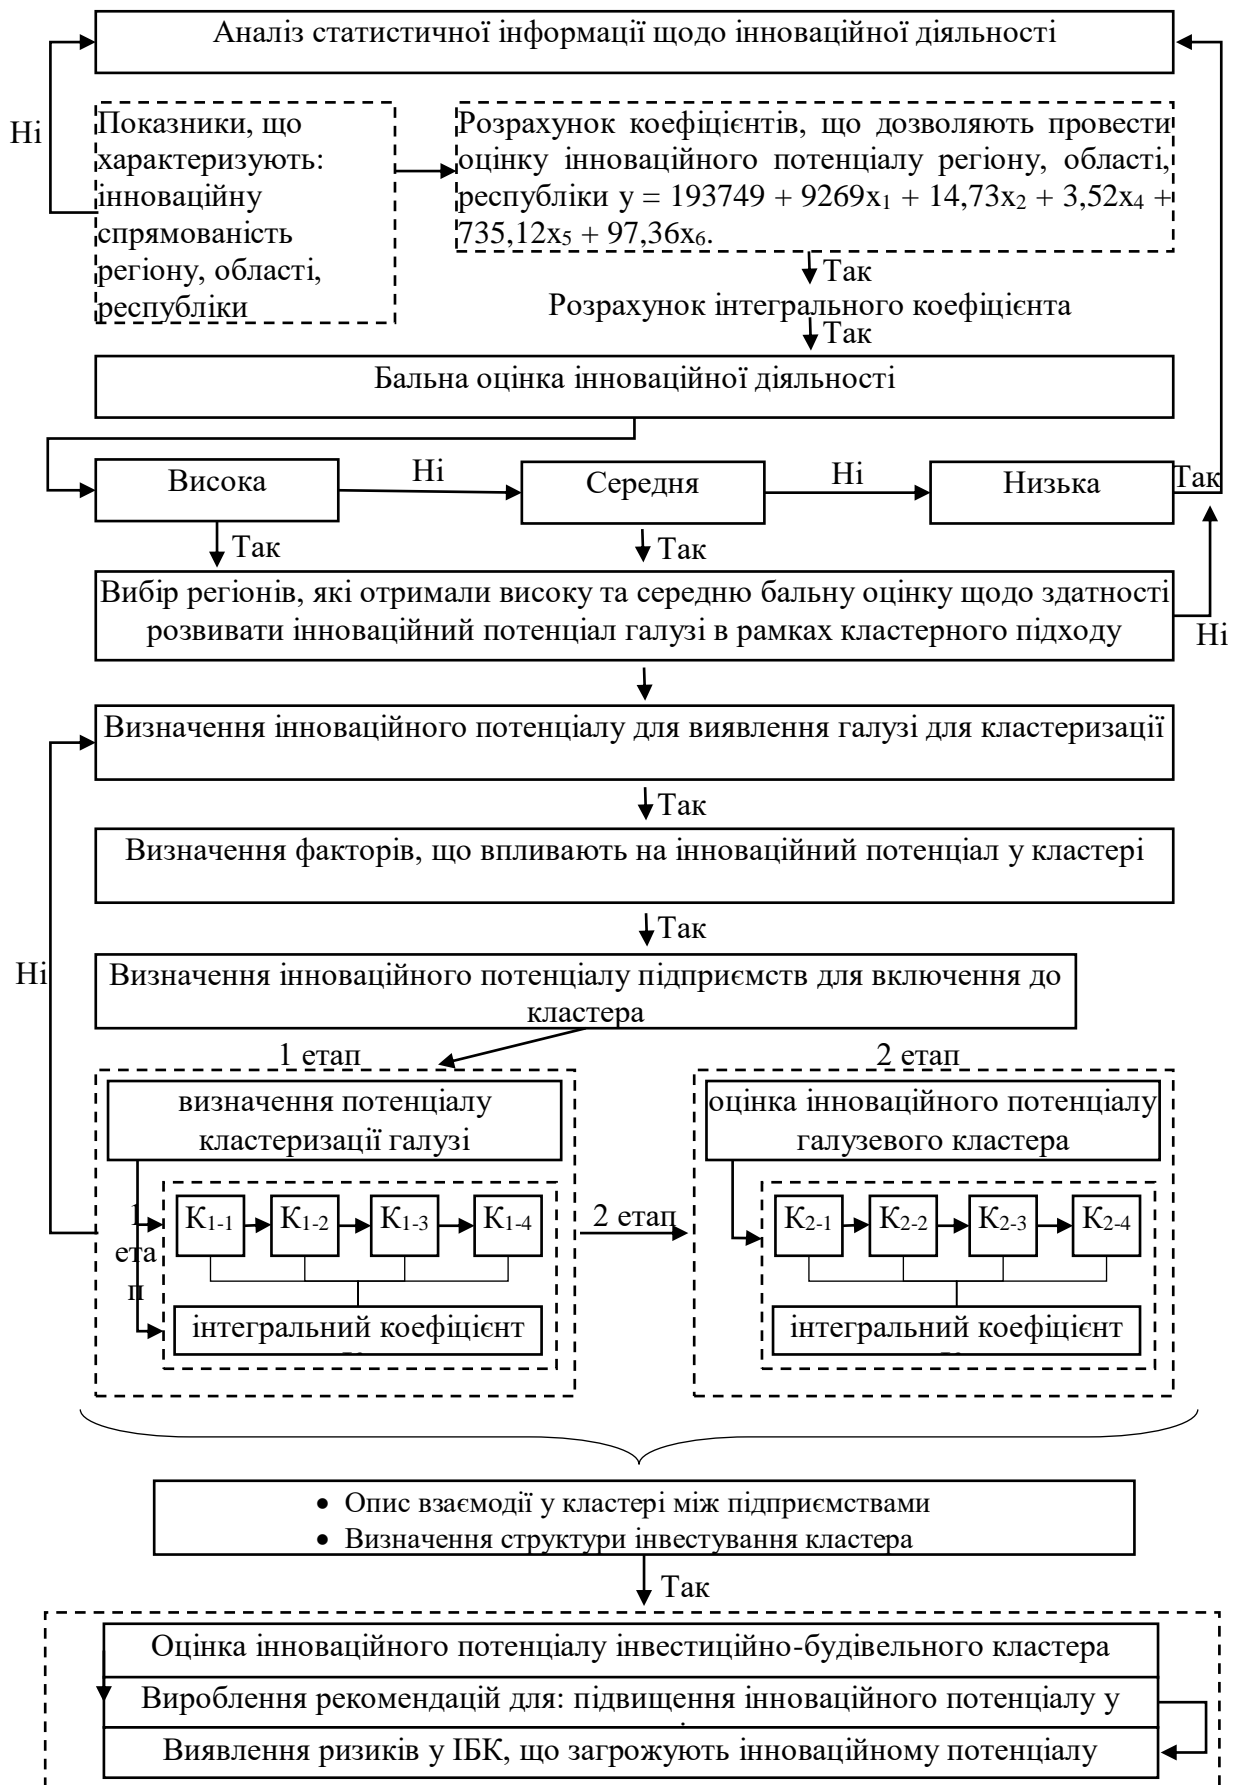 Аналіз статистичної інформації щодо інноваційної діяльності
Ні
Показники, що
характеризують:
інноваційну
спрямованість
регіону, області,
республіки
Розрахунок коефіцієнтів, що дозволяють провести
оцінку інноваційного потенціалу регіону, області,
республіки y = 193749 + 9269x₁ + 14,73x₂ + 3,52x₄ +
735,12x₅ + 97,36x₆.
Так
Розрахунок інтегрального коефіцієнта
Так
Бальна оцінка інноваційної діяльності
Висока
Ні
Середня
Ні
Низька
Так
Так
Так
Вибір регіонів, які отримали високу та середню бальну оцінку щодо здатності
розвивати інноваційний потенціал галузі в рамках кластерного підходу
Ні
Визначення інноваційного потенціалу для виявлення галузі для кластеризації
Так
Визначення факторів, що впливають на інноваційний потенціал у кластері
Так
Ні
Визначення інноваційного потенціалу підприємств для включення до
кластера
1 етап
2 етап
визначення потенціалу
кластеризації галузі
оцінка інноваційного потенціалу
галузевого кластера
1
ета
п
К₁₋₁
К₁₋₂
К₁₋₃
К₁₋₄
2 етап
К₂₋₁
К₂₋₂
К₂₋₃
К₂₋₄
інтегральний коефіцієнт
інтегральний коефіцієнт
• Опис взаємодії у кластері між підприємствами
• Визначення структури інвестування кластера
Так
Оцінка інноваційного потенціалу інвестиційно-будівельного кластера
Вироблення рекомендацій для: підвищення інноваційного потенціалу у
Виявлення ризиків у ІБК, що загрожують інноваційному потенціалу